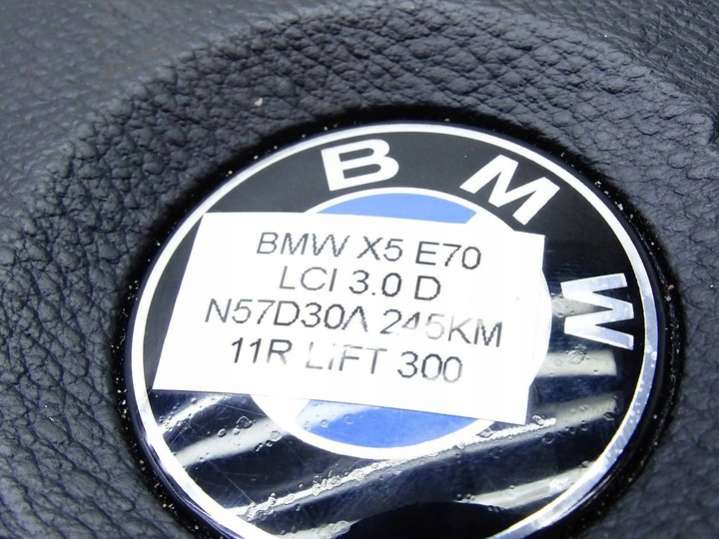 BMW
BMW X5 E70
LCI 3.0 D
N57D30A 245KM
11R LIFT 300